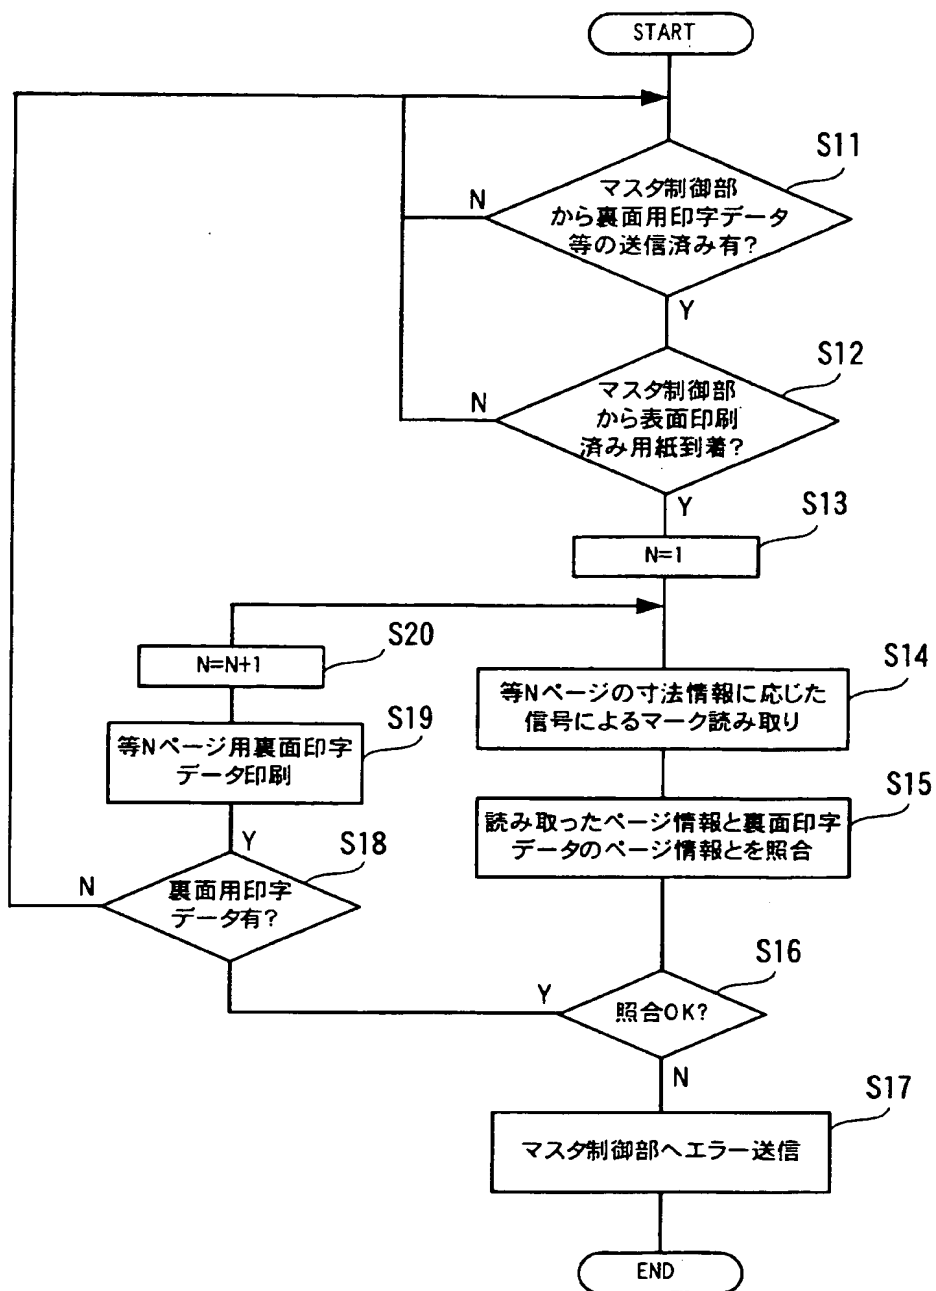 START
S11
マスタ制御部
から裏面用印字データ
等の送信済み有?
N
Y
S12
マスタ制御部
から表面印刷
済み用紙到着?
N
Y
S13
N=1
S20
N=N+1
S14
等Nページの寸法情報に応じた
信号によるマーク読み取り
S19
等Nページ用裏面印字
データ印刷
S15
読み取ったページ情報と裏面印字
データのページ情報とを照合
Y
S18
裏面用印字
データ有?
N
S16
照合OK?
Y
N
S17
マスタ制御部へエラー送信
END